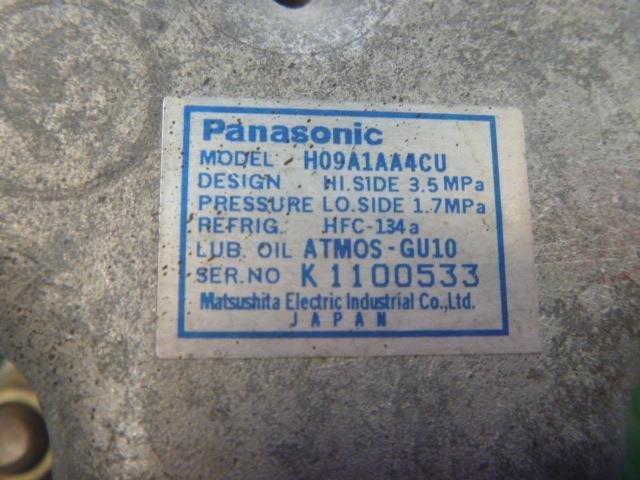 Panasonic
MODEL H09A1AA4CU
DESIGN HI.SIDE 3.5 MPa
PRESSURE LO.SIDE 1.7MPa
REFRIG. HFC-134a
LUB. OIL ATMOS-GU10
SER.NO K1100533
Matsushita Electric Industrial Co.,Ltd.
JAPAN